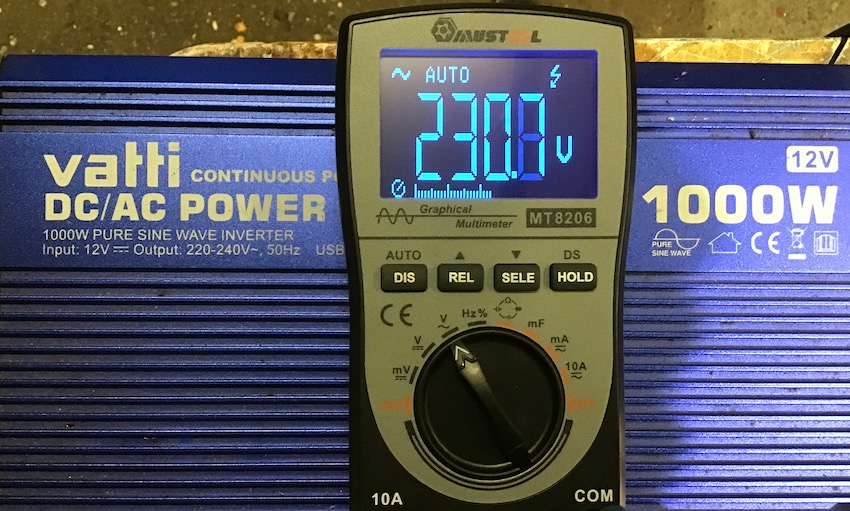 MUSTOOL
AUTO
230.1 V
Graphical
Multimeter
MT8206
AUTO
DS
DIS
REL
SELE
HOLD
CE
Hz%
V
V
mV
mF
mA
10A
10A
COM
vatti CONTINUOUS PO
DC/AC POWER
1000W PURE SINE WAVE INVERTER
Input: 12V⎓ Output: 220-240V~, 50Hz USB
12V
1000W
PURE
SINE WAVE
CE